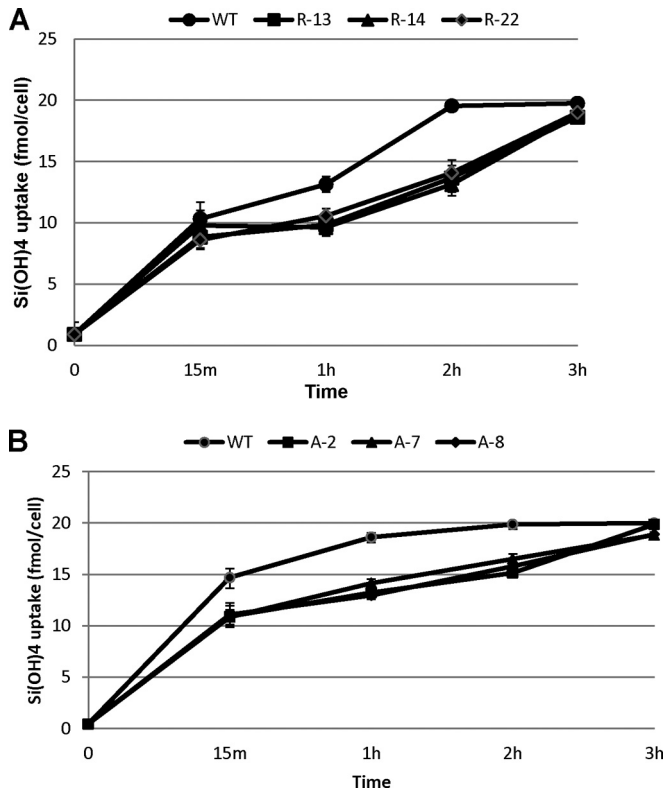 A
WT R-13 R-14 R-22
Si(OH)4 uptake (fmol/cell)
25
20
15
10
5
0
0 15m 1h 2h 3h
Time
B
WT A-2 A-7 A-8
Si(OH)4 uptake (fmol/cell)
25
20
15
10
5
0
0 15m 1h 2h 3h
Time